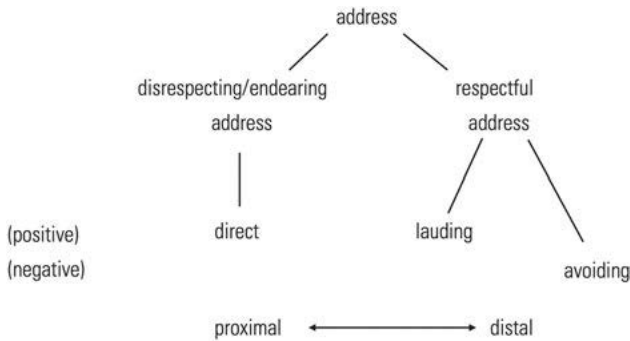 address
disrespecting/endearing respectful
address address
(positive) direct lauding
(negative) avoiding
proximal distal